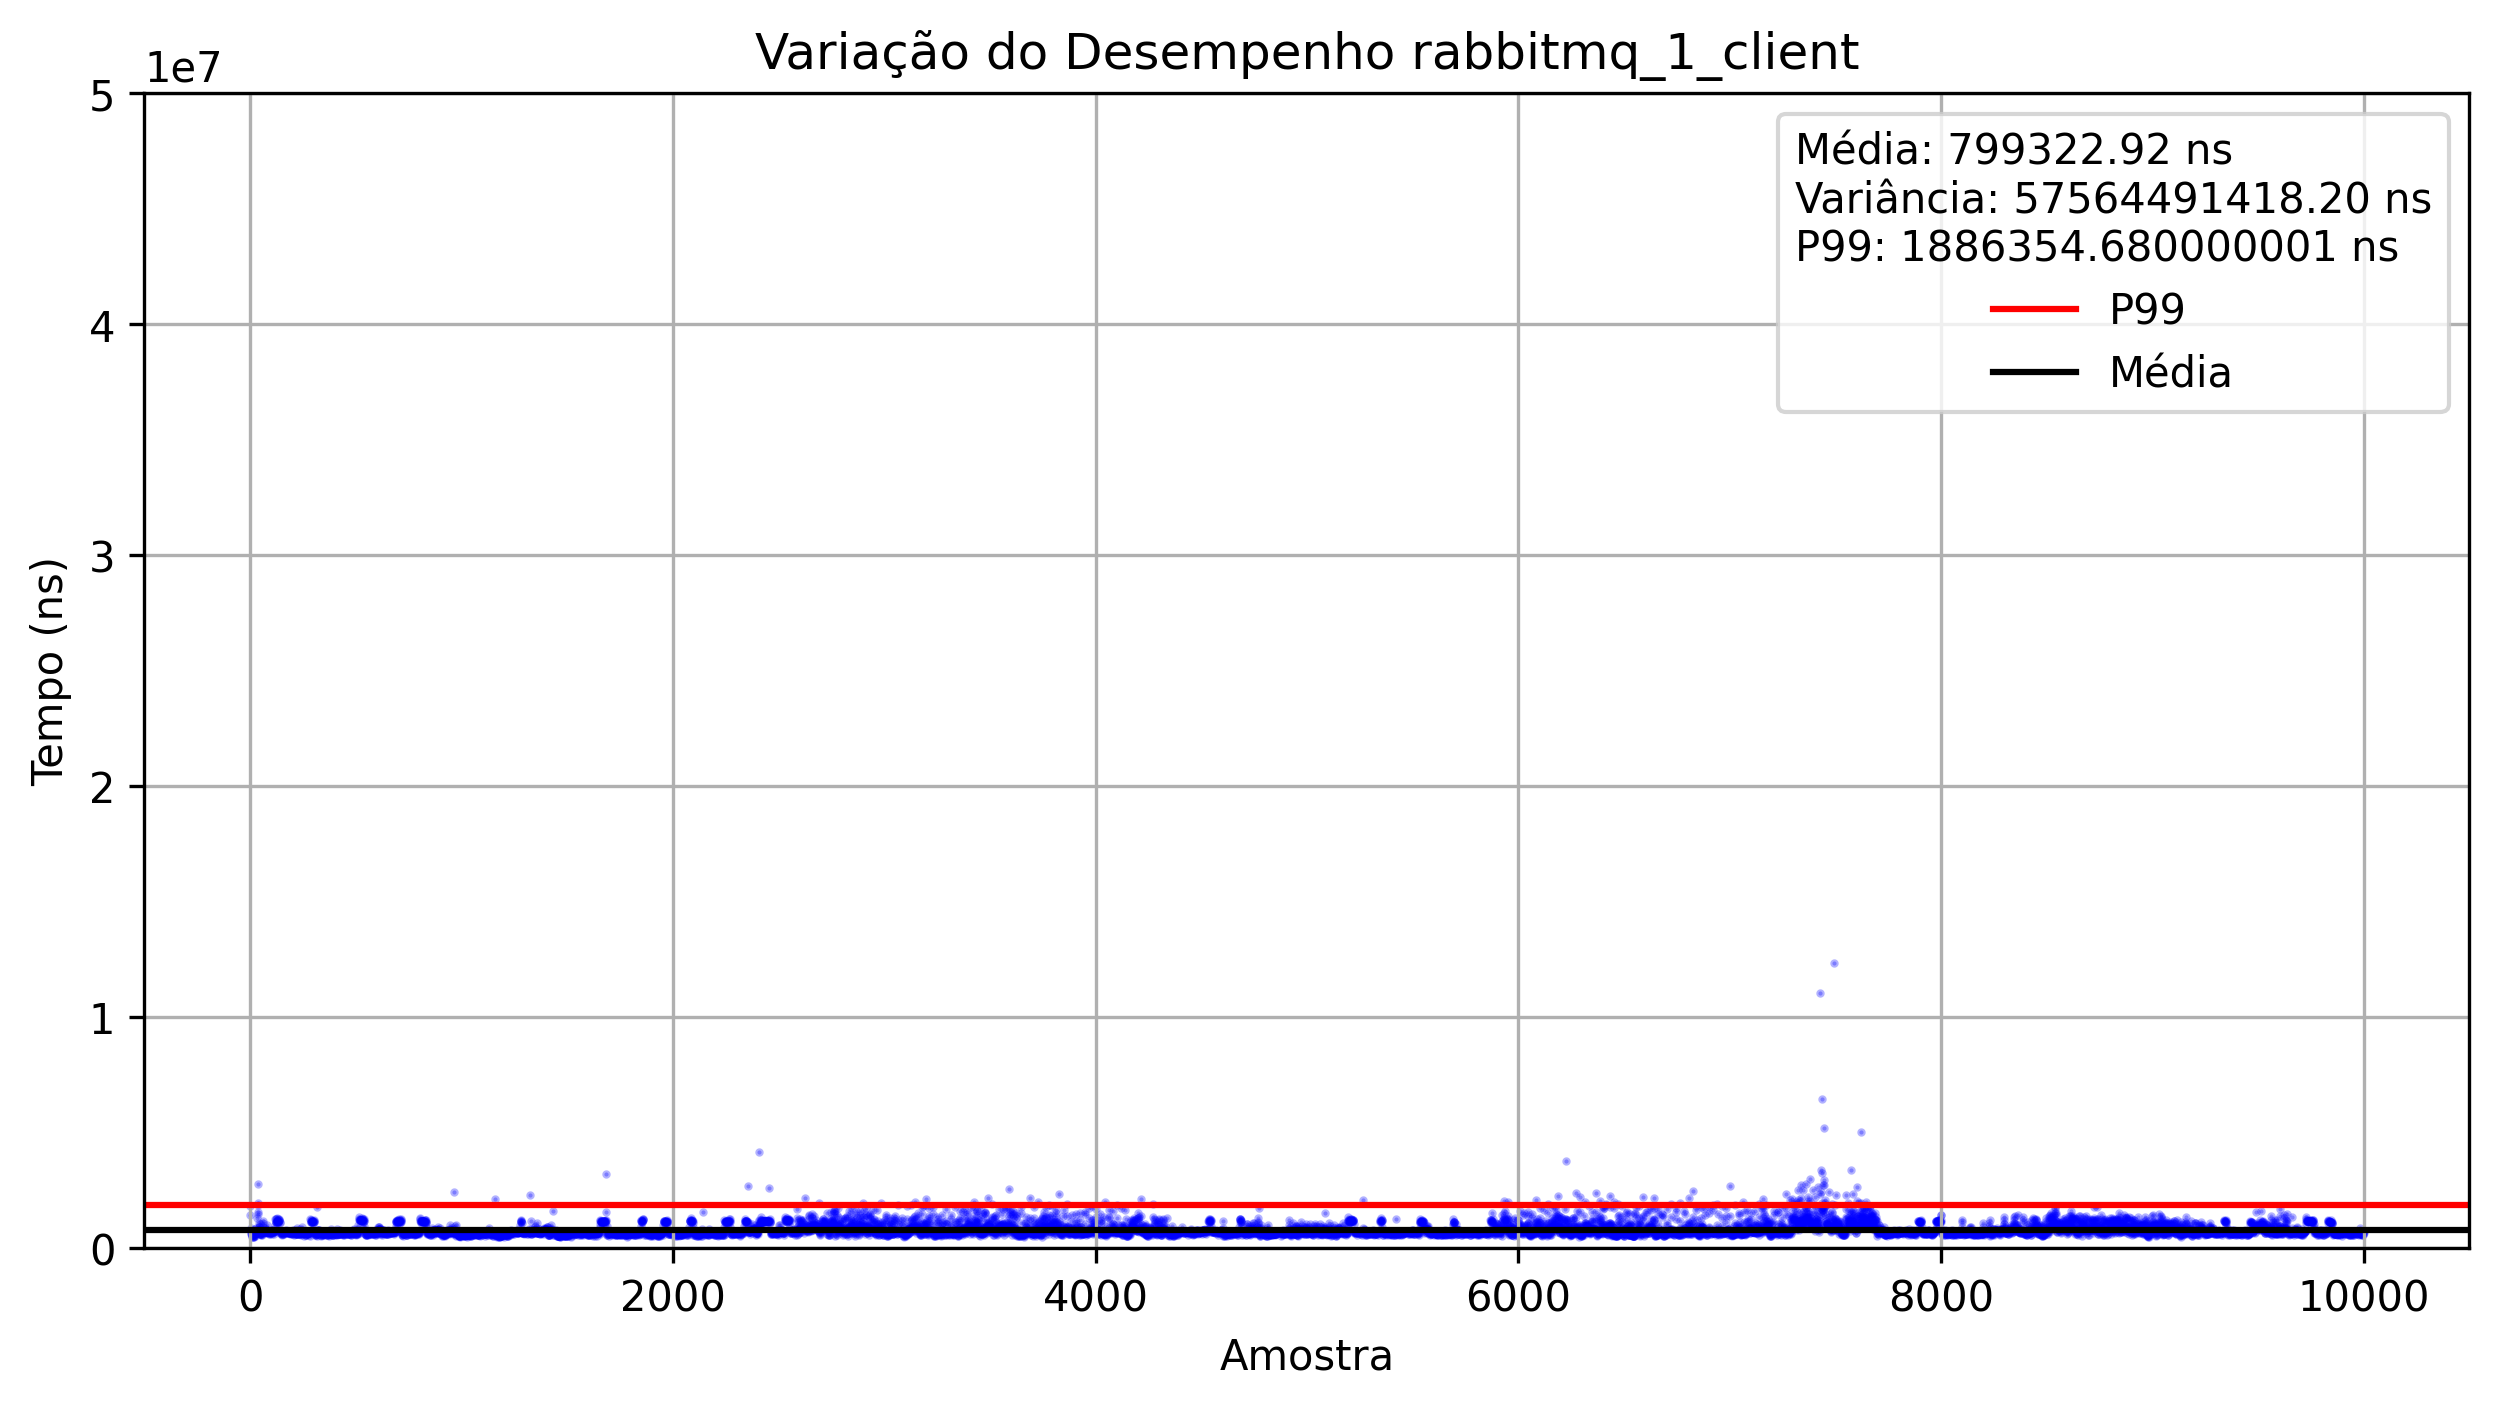 Variação do Desempenho rabbitmq_1_client
1e7
5
4
3
2
1
0
Tempo (ns)
Média: 799322.92 ns
Variância: 57564491418.20 ns
P99: 1886354.680000001 ns
P99
Média
0 2000 4000 6000 8000 10000
Amostra